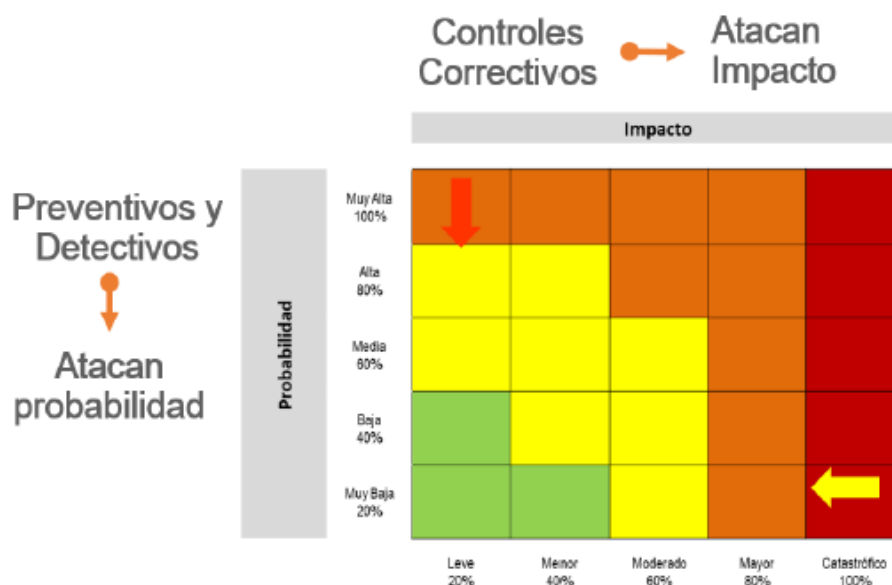 Controles
Correctivos
Atacan
Impacto
Impacto
Preventivos y
Detectivos
Atacan
probabilidad
Probabilidad
Muy Alta
100%
Alta
80%
Media
60%
Baja
40%
Muy Baja
20%
Leve
20%
Menor
40%
Moderado
60%
Mayor
80%
Catastrófico
100%